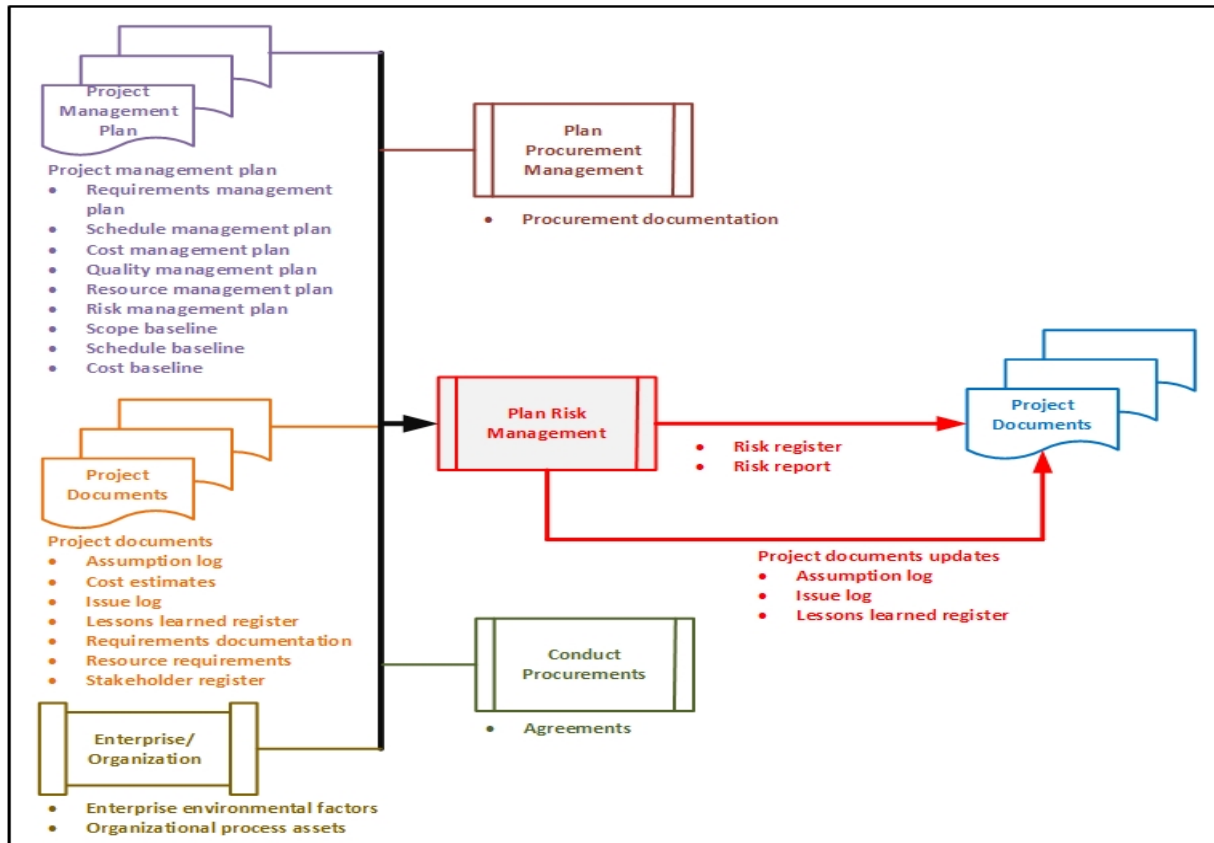 Project
Management
Plan
Project management plan
• Requirements management
plan
• Schedule management plan
• Cost management plan
• Quality management plan
• Resource management plan
• Risk management plan
• Scope baseline
• Schedule baseline
• Cost baseline
Project
Documents
Project documents
• Assumption log
• Cost estimates
• Issue log
• Lessons learned register
• Requirements documentation
• Resource requirements
• Stakeholder register
Enterprise/
Organization
• Enterprise environmental factors
• Organizational process assets
Plan
Procurement
Management
• Procurement documentation
Plan Risk
Management
• Risk register
• Risk report
Project documents updates
• Assumption log
• Issue log
• Lessons learned register
Conduct
Procurements
• Agreements
Project
Documents